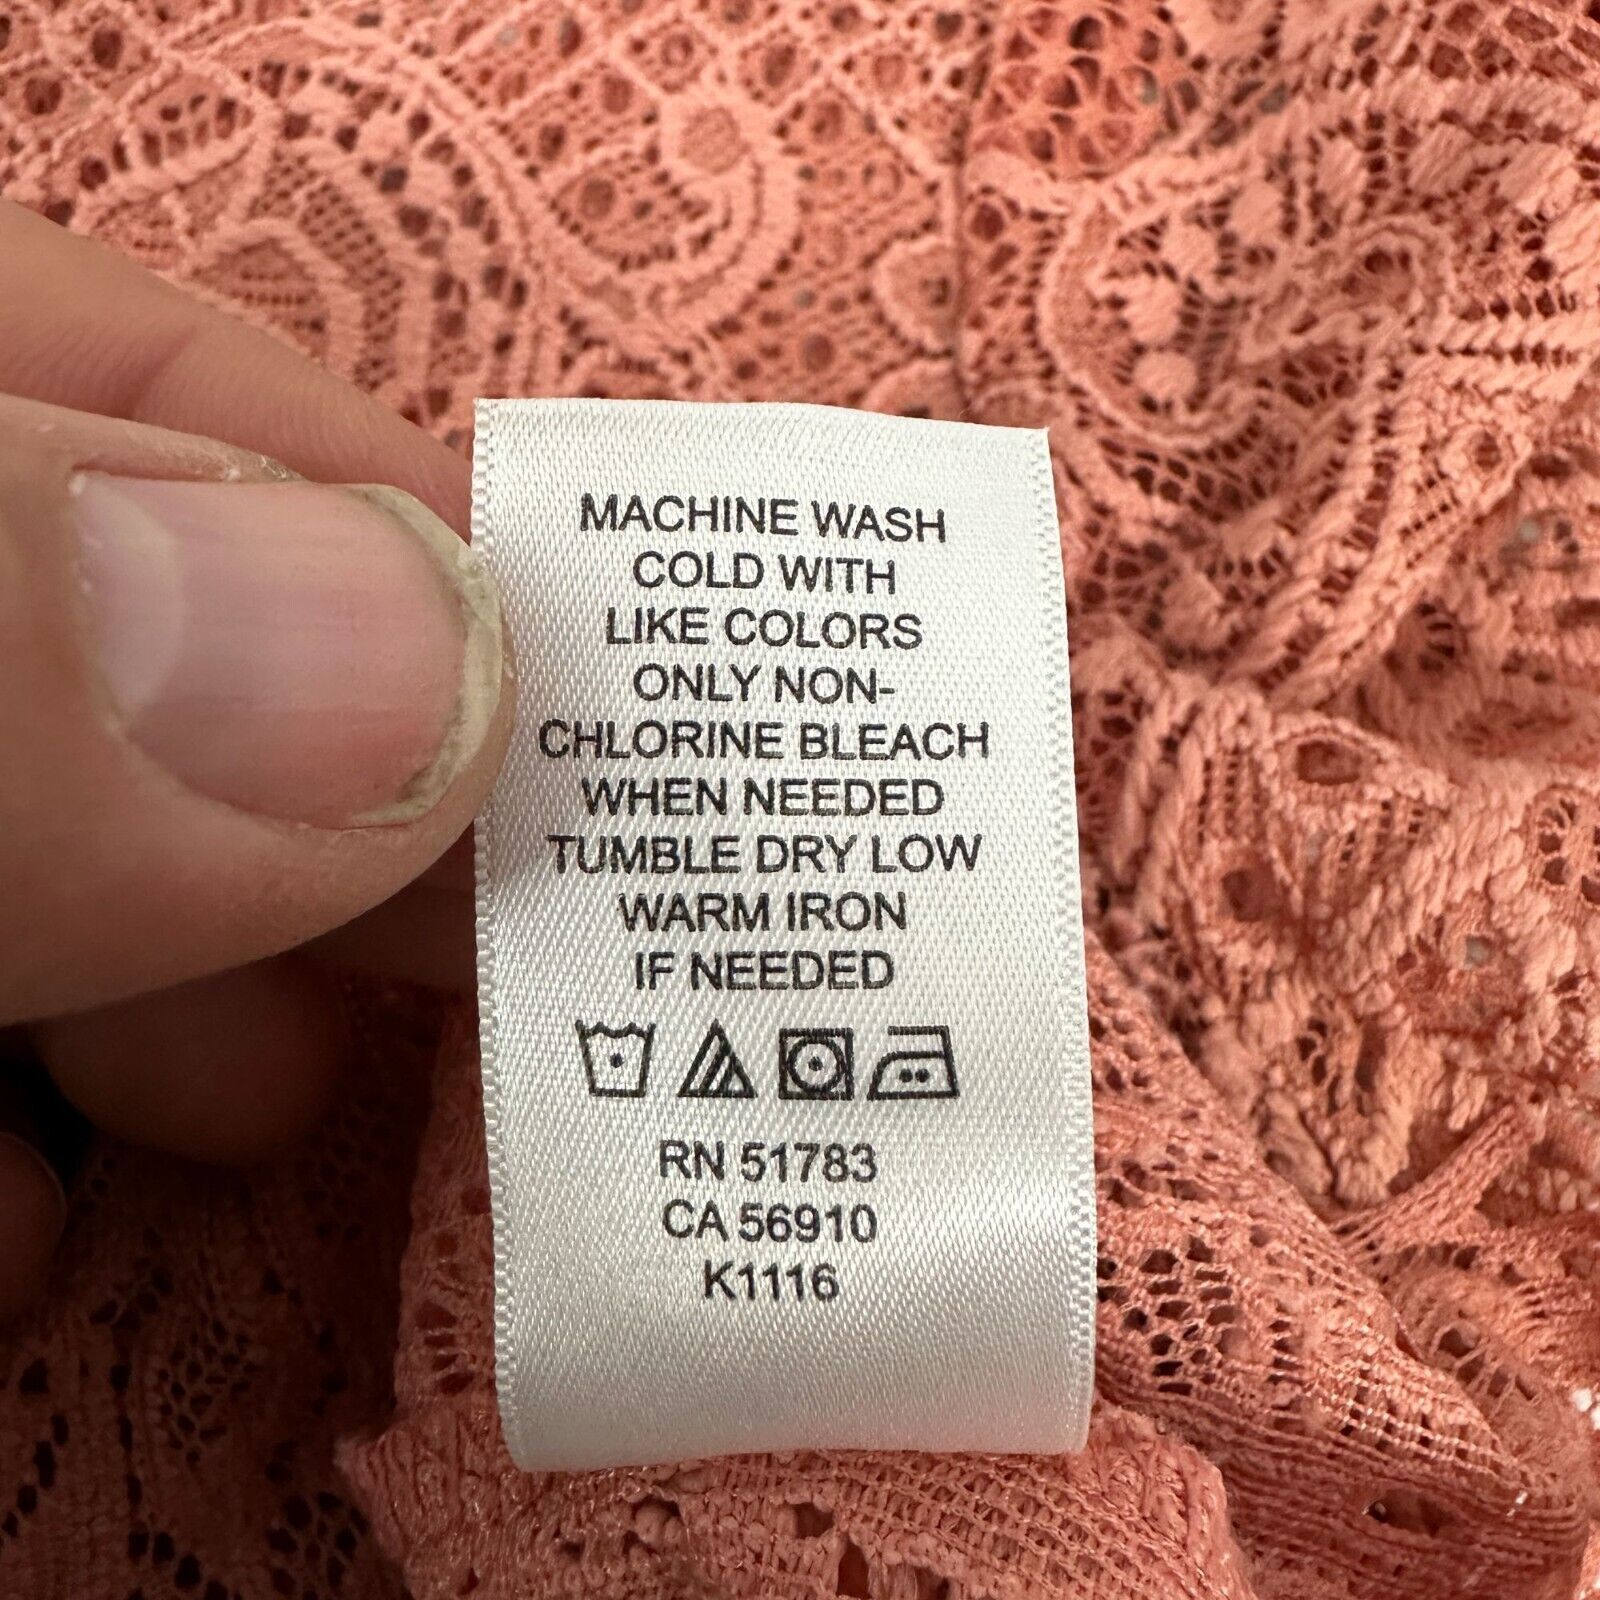 MACHINE WASH
COLD WITH
LIKE COLORS
ONLY NON-
CHLORINE BLEACH
WHEN NEEDED
TUMBLE DRY LOW
WARM IRON
IF NEEDED
RN 51783
CA 56910
K1116